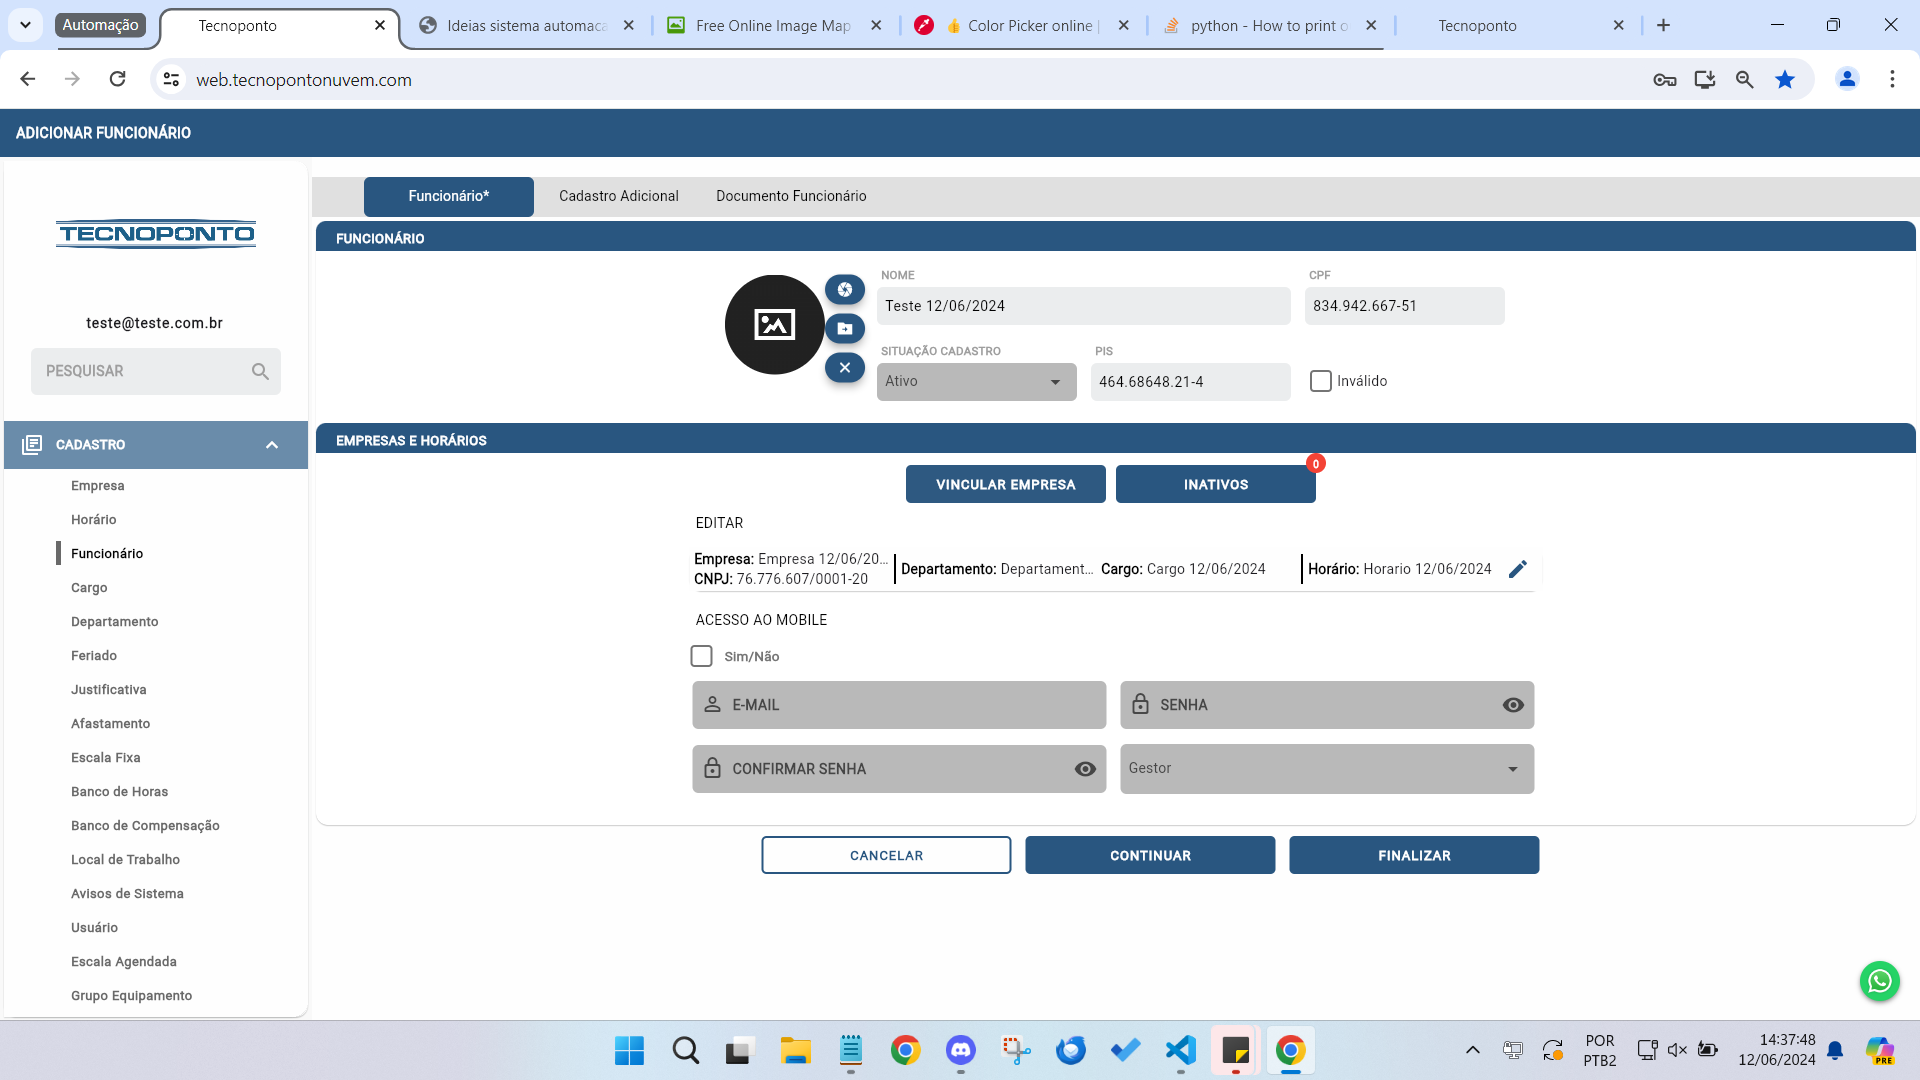 Automação
Tecnoponto
Ideias sistema automaca
Free Online Image Map
Color Picker online |
python - How to print o
Tecnoponto
web.tecnopontonuvem.com
ADICIONAR FUNCIONÁRIO
TECNOPONTO
teste@teste.com.br
PESQUISAR
CADASTRO
Empresa
Horário
Funcionário
Cargo
Departamento
Feriado
Justificativa
Afastamento
Escala Fixa
Banco de Horas
Banco de Compensação
Local de Trabalho
Avisos de Sistema
Usuário
Escala Agendada
Grupo Equipamento
Funcionário*
Cadastro Adicional
Documento Funcionário
FUNCIONÁRIO
NOME
CPF
Teste 12/06/2024
834.942.667-51
SITUAÇÃO CADASTRO
PIS
Ativo
464.68648.21-4
Inválido
EMPRESAS E HORÁRIOS
VINCULAR EMPRESA
INATIVOS
0
EDITAR
Empresa: Empresa 12/06/20...
CNPJ: 76.776.607/0001-20
Departamento: Departament...
Cargo: Cargo 12/06/2024
Horário: Horario 12/06/2024
ACESSO AO MOBILE
Sim/Não
E-MAIL
SENHA
CONFIRMAR SENHA
Gestor
CANCELAR
CONTINUAR
FINALIZAR
POR
PTB2
14:37:48
12/06/2024
PRE